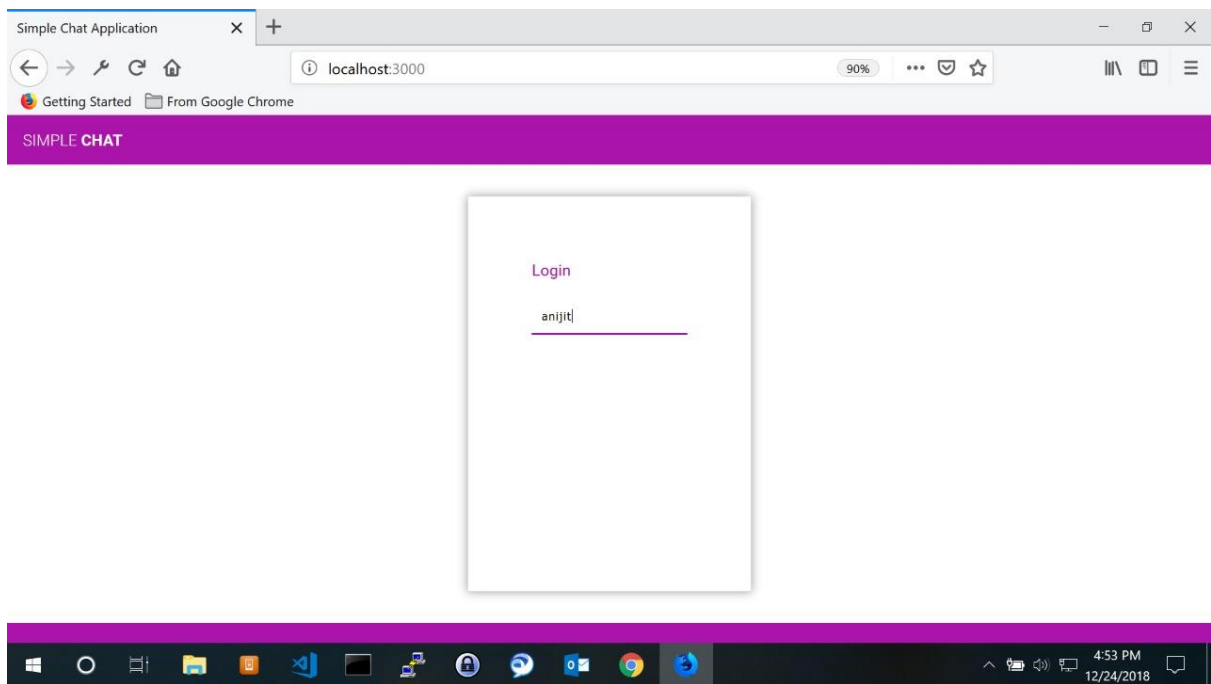 Simple Chat Application
localhost:3000
90%
Getting Started From Google Chrome
SIMPLE CHAT
Login
anijit
4:53 PM
12/24/2018